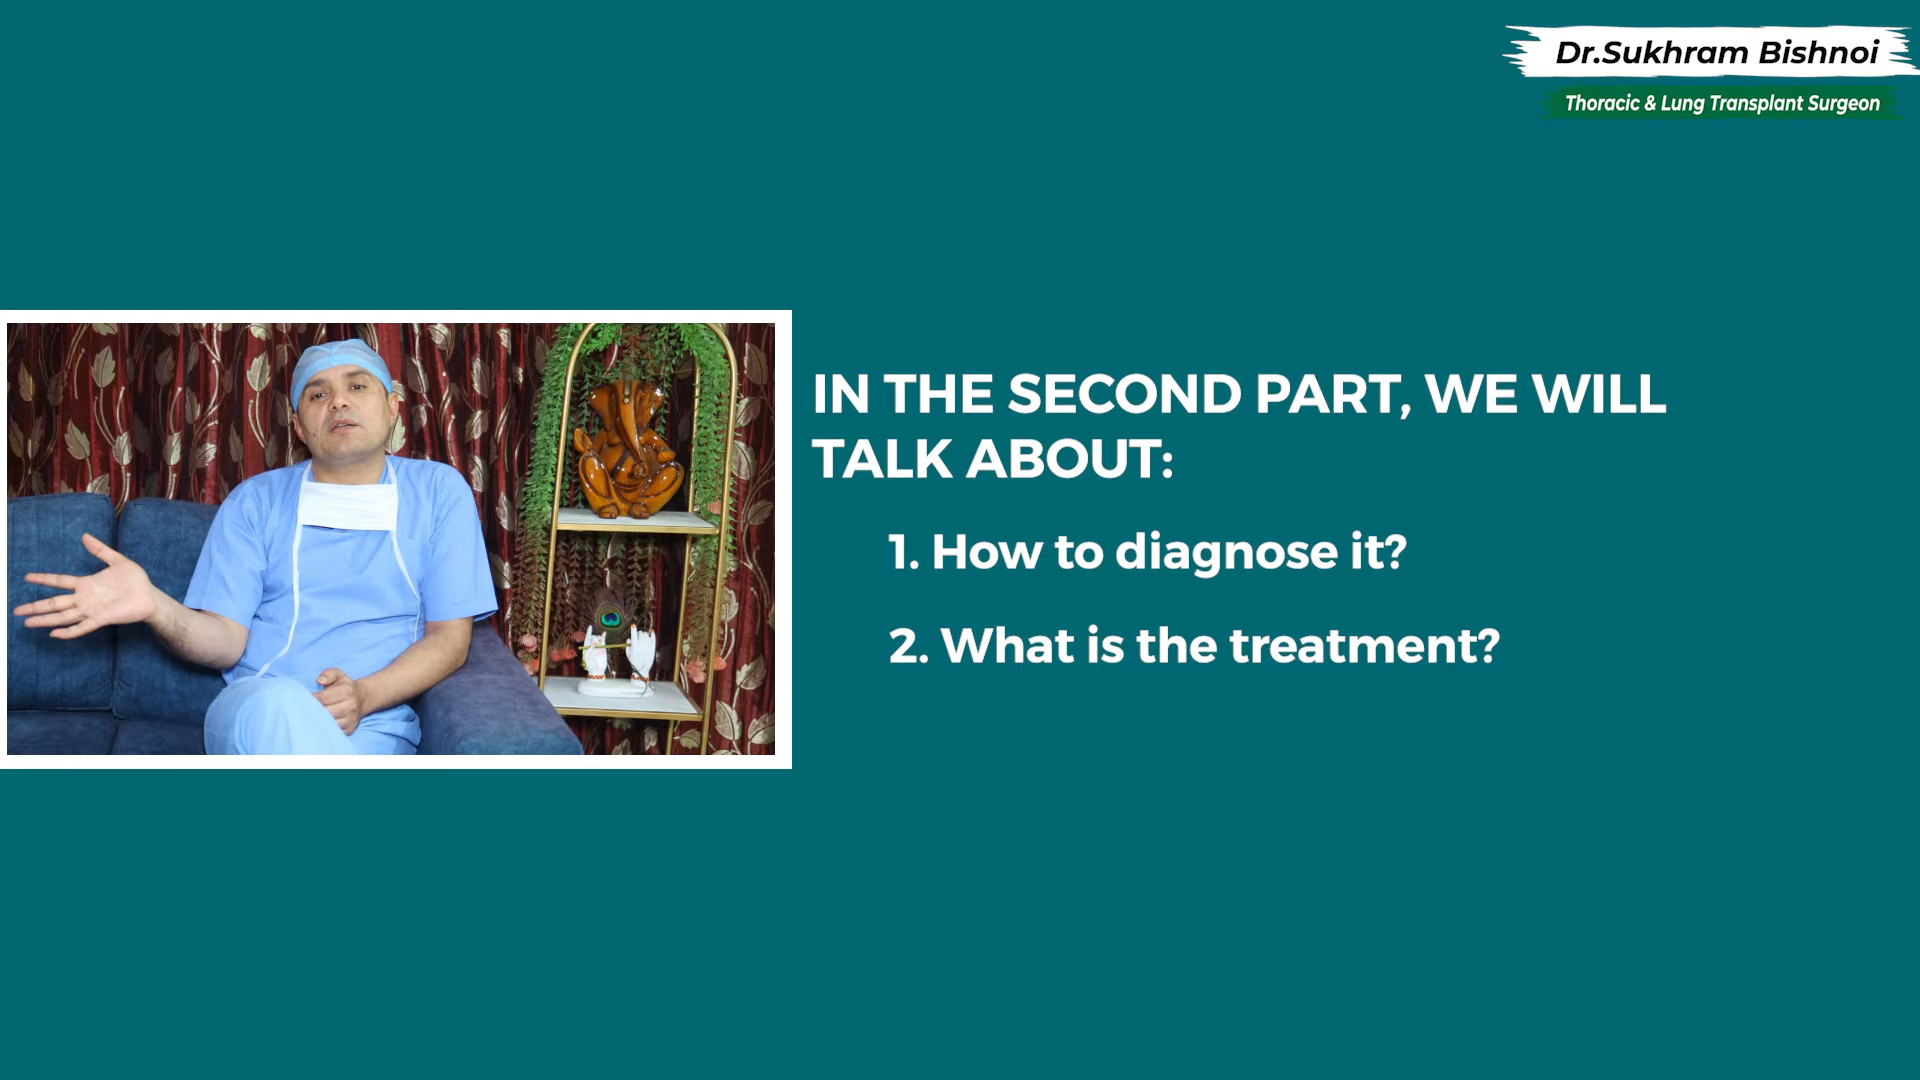 Dr.Sukhram Bishnoi
Thoracic & Lung Transplant Surgeon
IN THE SECOND PART, WE WILL
TALK ABOUT:
1. How to diagnose it?
2. What is the treatment?